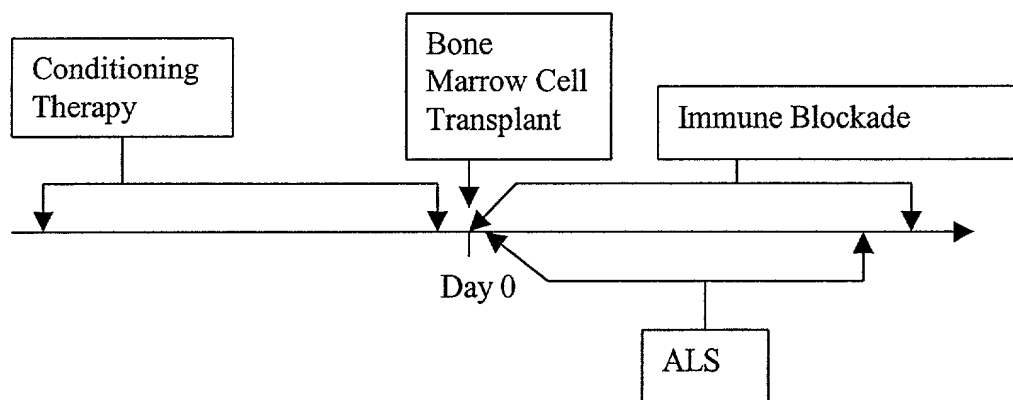 Conditioning
Therapy
Bone
Marrow Cell
Transplant
Immune Blockade
Day 0
ALS